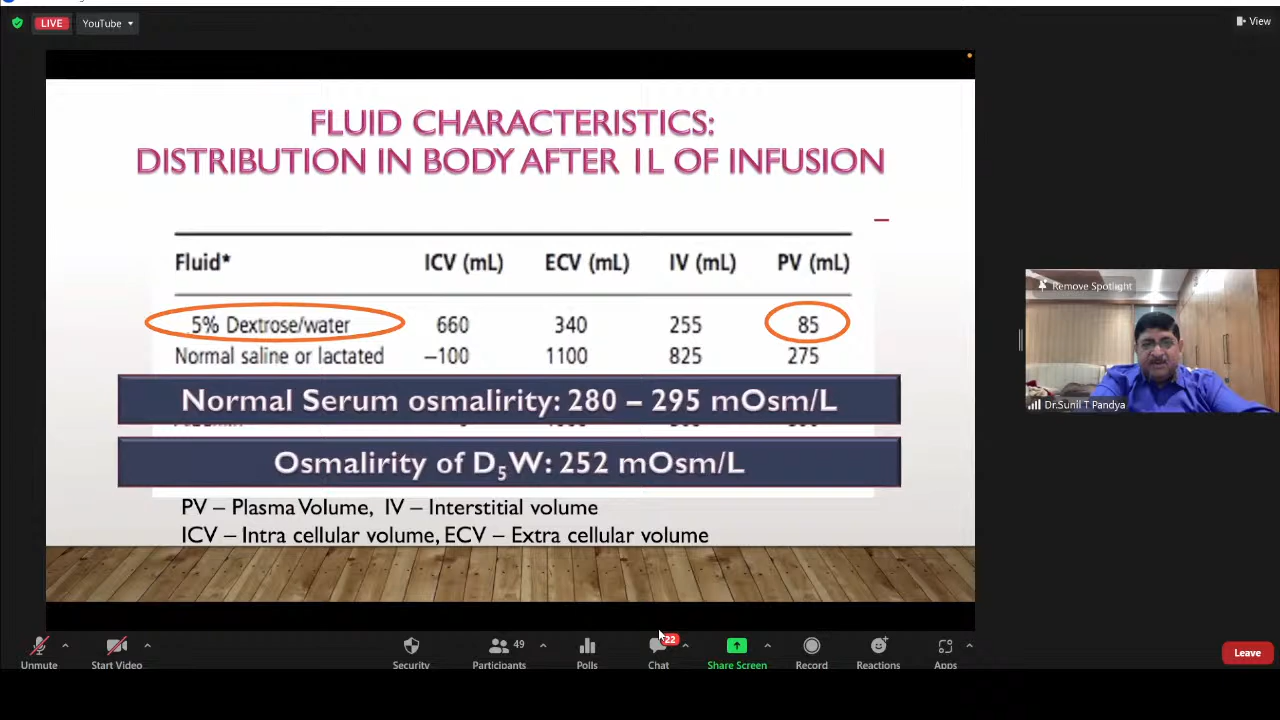 LIVE
YouTube
View
FLUID CHARACTERISTICS:
DISTRIBUTION IN BODY AFTER 1L OF INFUSION
Fluid* ICV (mL) ECV (mL) IV (mL) PV (mL)
5% Dextrose/water 660 340 255 85
Normal saline or lactated −100 1100 825 275
Normal Serum osmalirity: 280 – 295 mOsm/L
Osmalirity of D5W: 252 mOsm/L
PV – Plasma Volume, IV – Interstitial volume
ICV – Intra cellular volume, ECV – Extra cellular volume
Remove Spotlight
Dr.Sunil T Pandya
49
22
Unmute Start Video Security Participants Polls Chat Share Screen Record Reactions Apps Leave